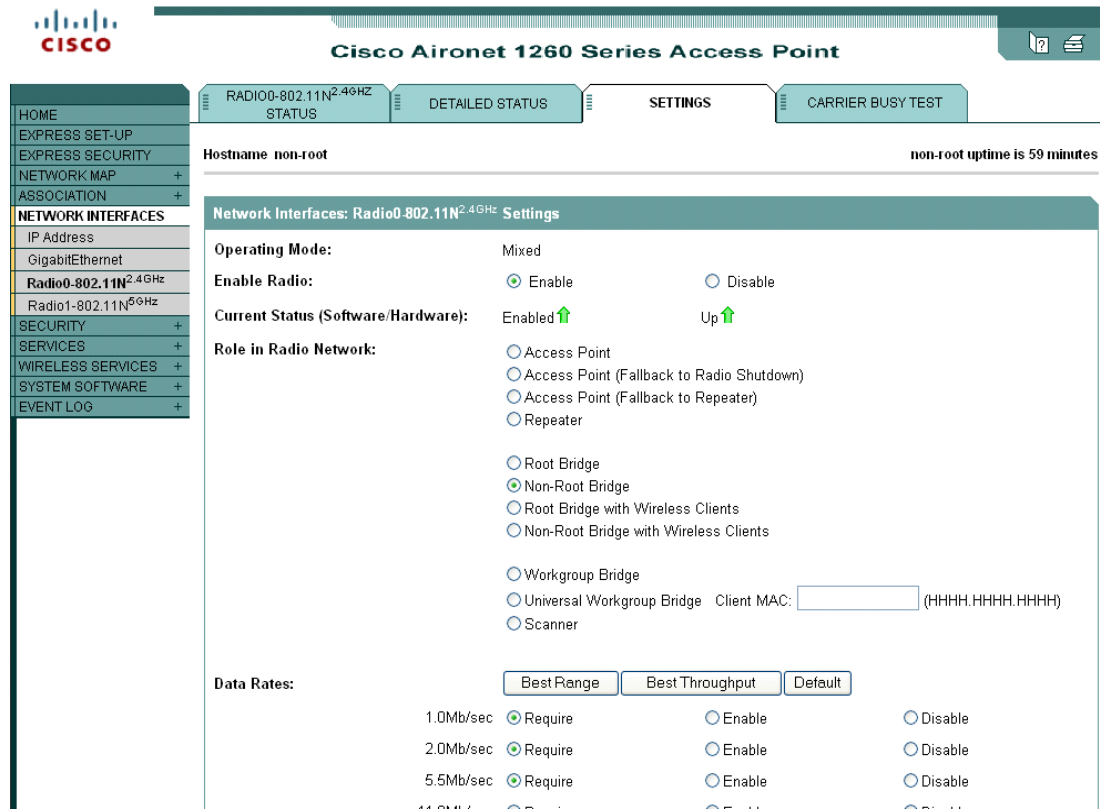 CISCO
Cisco Aironet 1260 Series Access Point
RADIO0-802.11N2.4GHZ STATUS
DETAILED STATUS
SETTINGS
CARRIER BUSY TEST
HOME
EXPRESS SET-UP
EXPRESS SECURITY
NETWORK MAP +
ASSOCIATION +
NETWORK INTERFACES
IP Address
GigabitEthernet
Radio0-802.11N2.4GHz
Radio1-802.11N5GHz
SECURITY +
SERVICES +
WIRELESS SERVICES +
SYSTEM SOFTWARE +
EVENT LOG +
Hostname non-root
non-root uptime is 59 minutes
Network Interfaces: Radio0-802.11N2.4GHz Settings
Operating Mode: Mixed
Enable Radio: Enable Disable
Current Status (Software/Hardware): Enabled Up
Role in Radio Network: Access Point
Access Point (Fallback to Radio Shutdown)
Access Point (Fallback to Repeater)
Repeater
Root Bridge
Non-Root Bridge
Root Bridge with Wireless Clients
Non-Root Bridge with Wireless Clients
Workgroup Bridge
Universal Workgroup Bridge Client MAC: (HHHH.HHHH.HHHH)
Scanner
Data Rates: Best Range Best Throughput Default
1.0Mb/sec Require Enable Disable
2.0Mb/sec Require Enable Disable
5.5Mb/sec Require Enable Disable